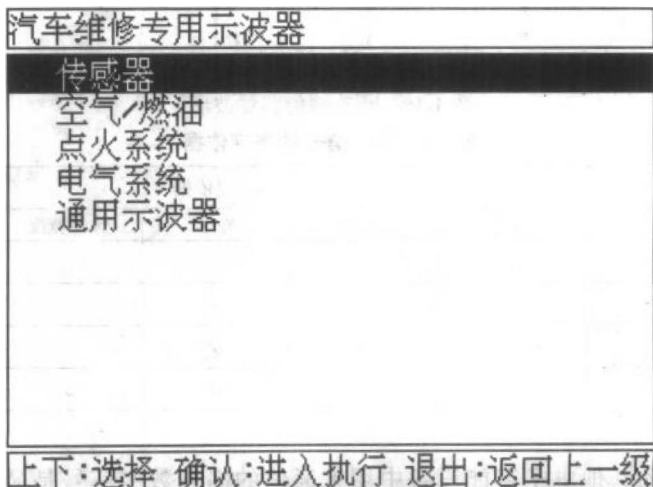 汽车维修专用示波器
传感器
空气/燃油
点火系统
电气系统
通用示波器
上下:选择 确认:进入执行 退出:返回上一级